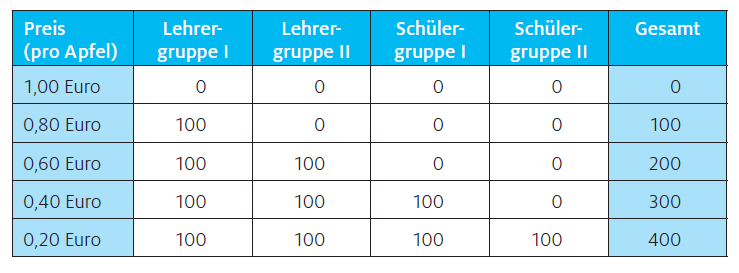 Preis (pro Apfel) Lehrer-gruppe I Lehrer-gruppe II Schüler-gruppe I Schüler-gruppe II Gesamt
1,00 Euro 0 0 0 0 0
0,80 Euro 100 0 0 0 100
0,60 Euro 100 100 0 0 200
0,40 Euro 100 100 100 0 300
0,20 Euro 100 100 100 100 400